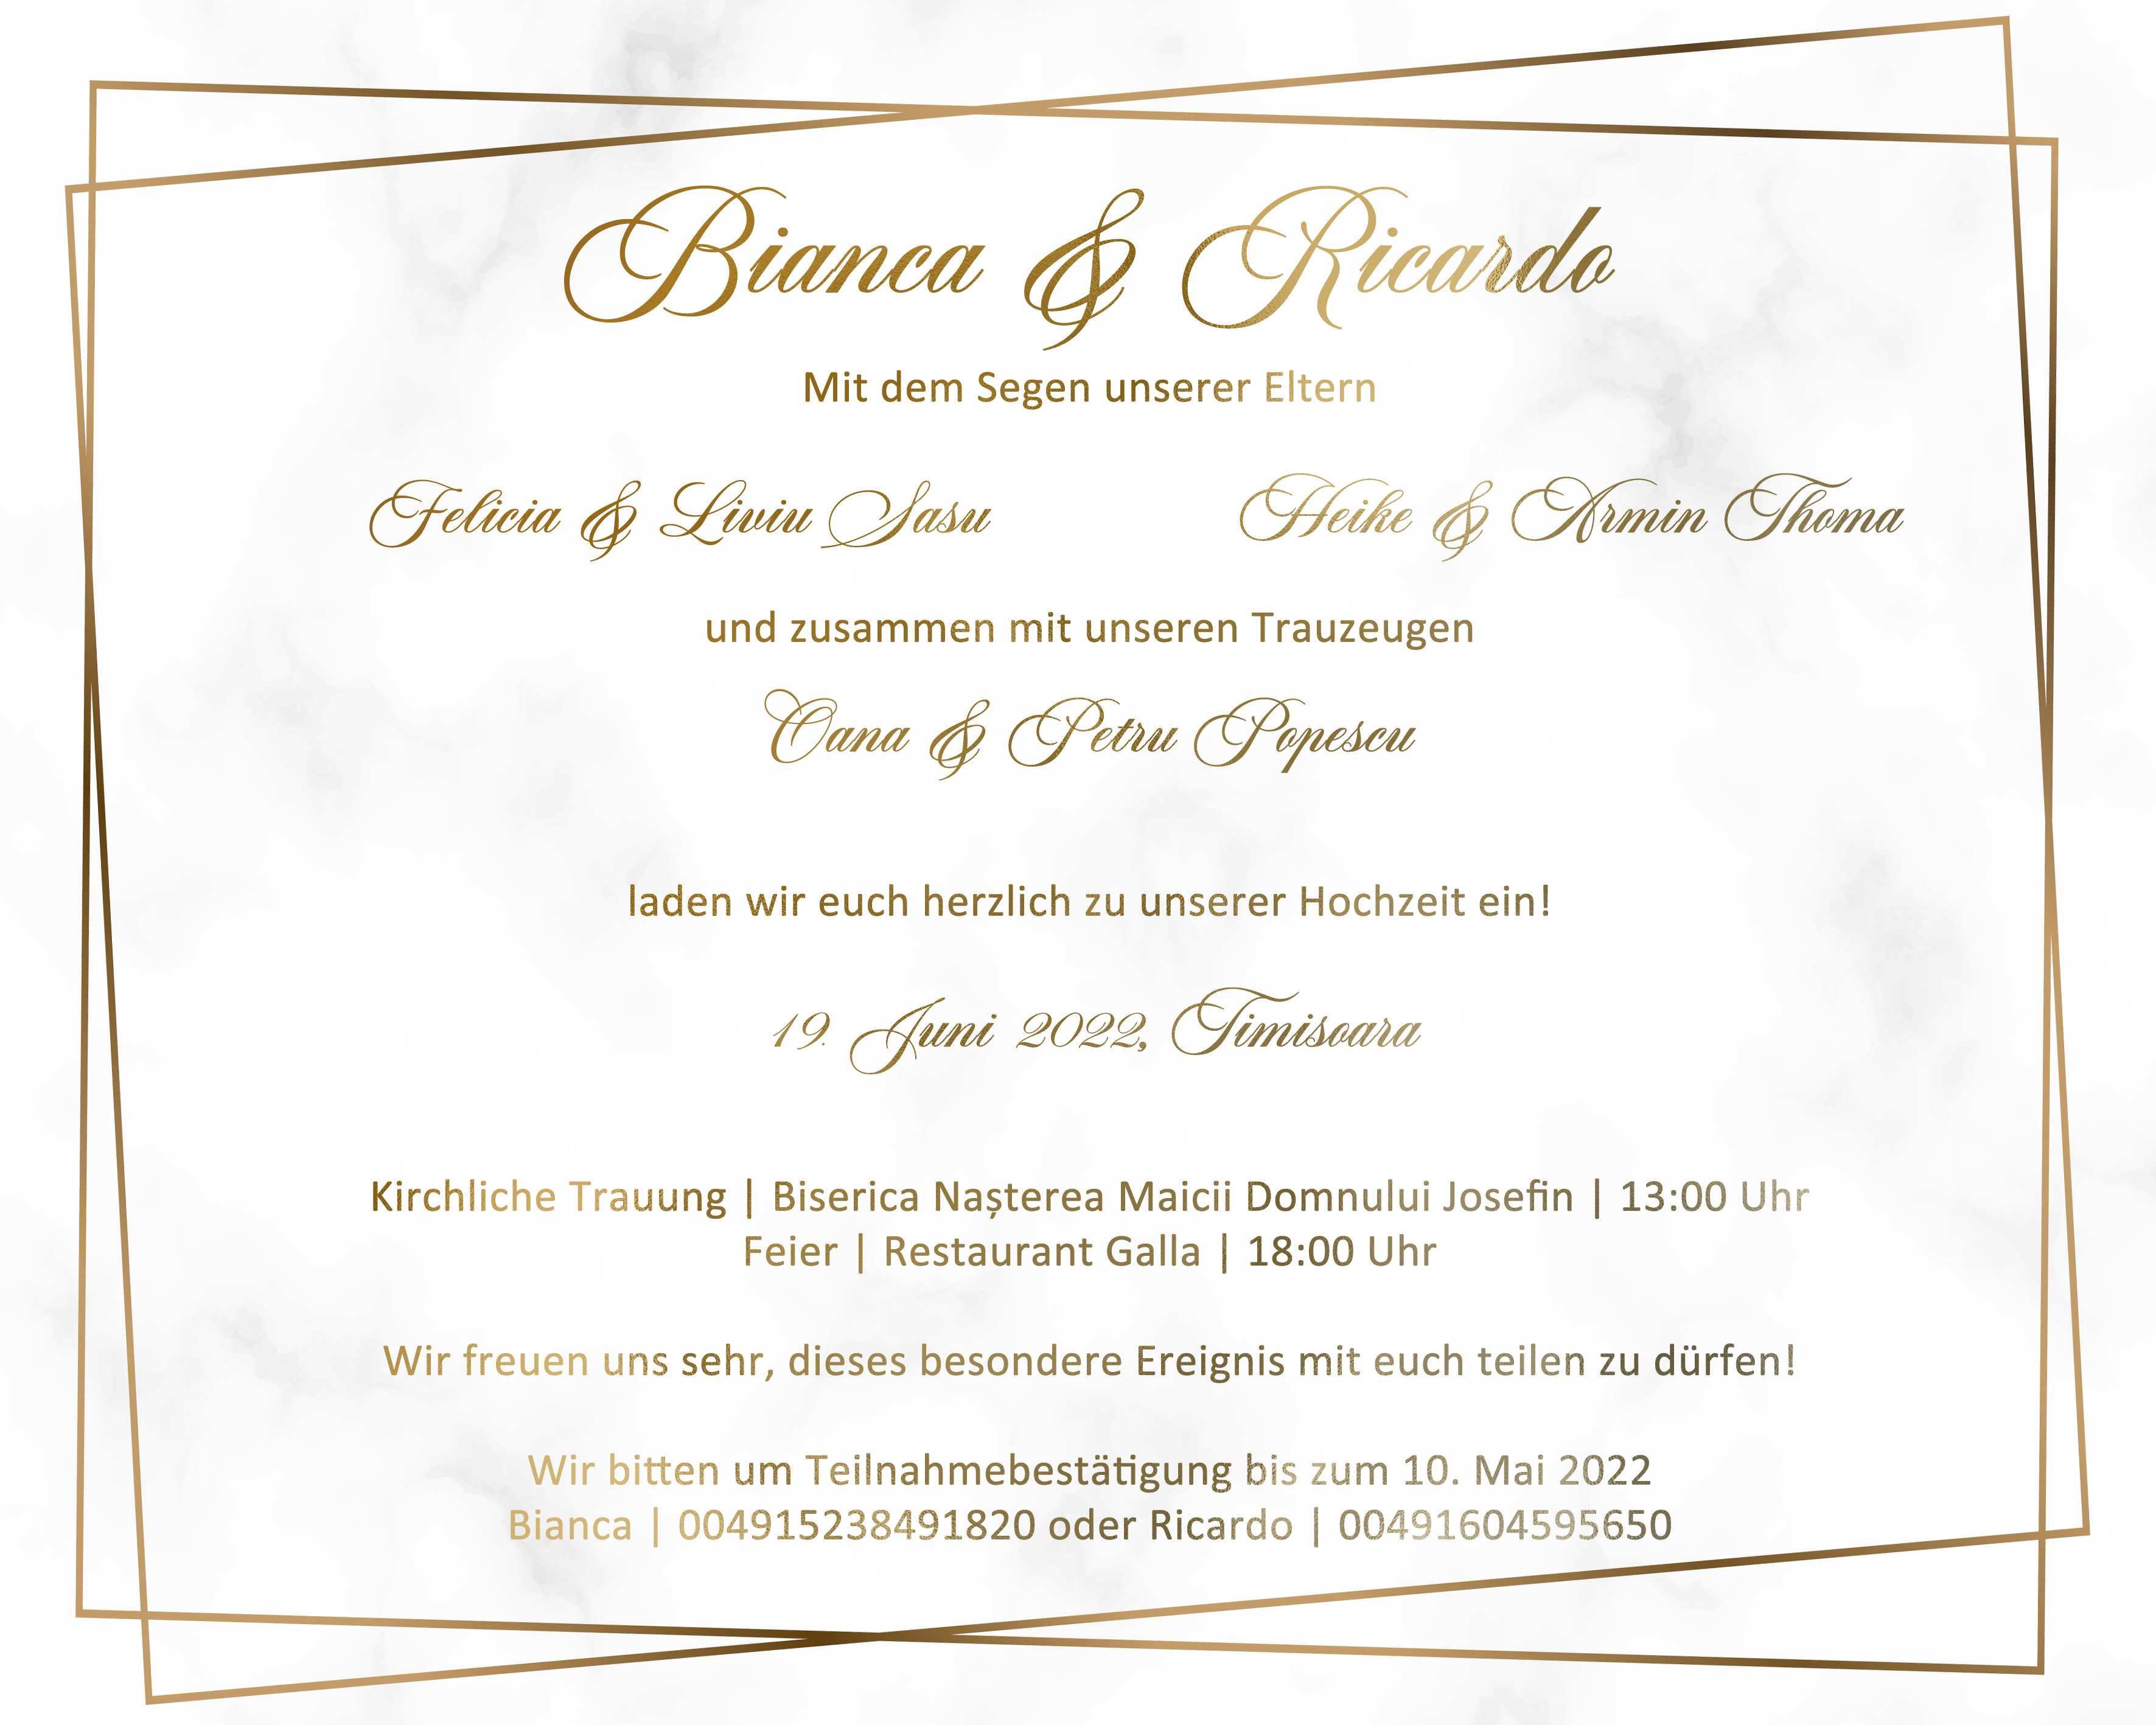 Bianca & Ricardo
Mit dem Segen unserer Eltern
Felicia & Liviu Sasu Heike & Armin Thoma
und zusammen mit unseren Trauzeugen
Oana & Petru Popescu
laden wir euch herzlich zu unserer Hochzeit ein!
19. Juni 2022, Timisoara
Kirchliche Trauung | Biserica Nașterea Maicii Domnului Josefin | 13:00 Uhr
Feier | Restaurant Galla | 18:00 Uhr
Wir freuen uns sehr, dieses besondere Ereignis mit euch teilen zu dürfen!
Wir bitten um Teilnahmebestätigung bis zum 10. Mai 2022
Bianca | 004915238491820 oder Ricardo | 00491604595650